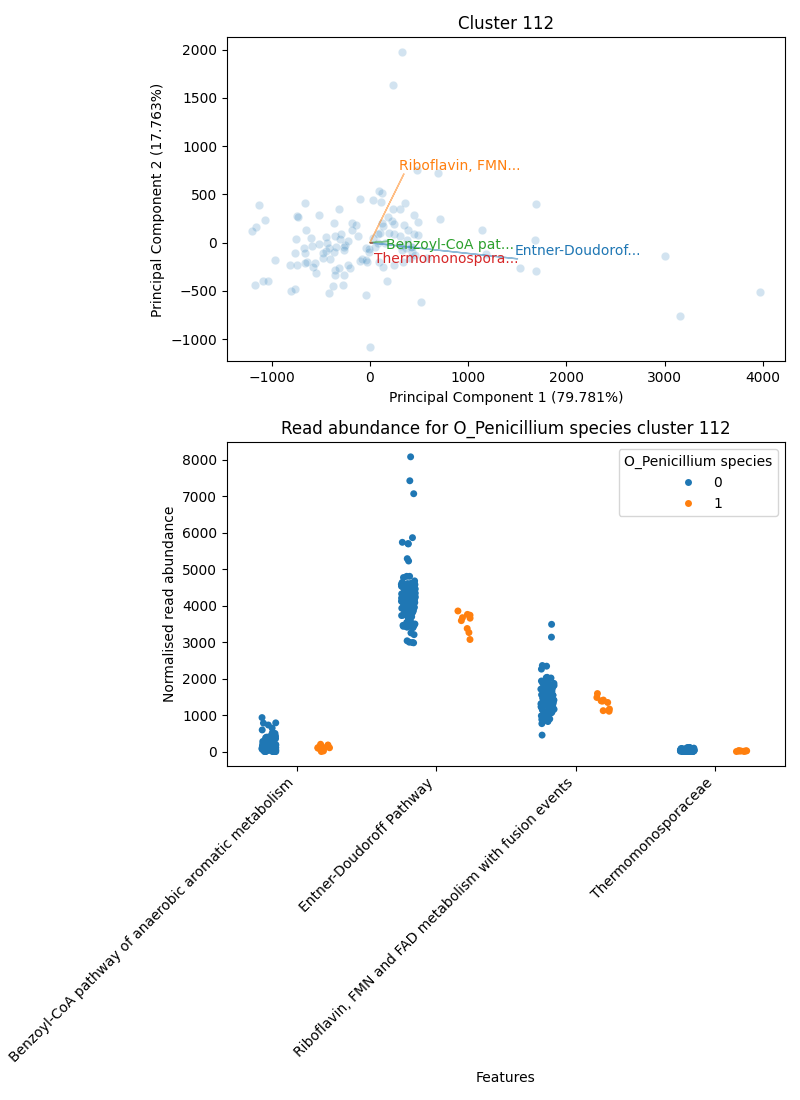 Cluster 112
Principal Component 2 (17.763%)
2000
1500
1000
500
0
−500
−1000
Riboflavin, FMN...
Benzoyl-CoA pat...
Entner-Doudorof...
Thermomonospora...
−1000
0
1000
2000
3000
4000
Principal Component 1 (79.781%)
Read abundance for O_Penicillium species cluster 112
Normalised read abundance
8000
7000
6000
5000
4000
3000
2000
1000
0
O_Penicillium species
0
1
Benzoyl-CoA pathway of anaerobic aromatic metabolism
Entner-Doudoroff Pathway
Riboflavin, FMN and FAD metabolism with fusion events
Thermomonosporaceae
Features